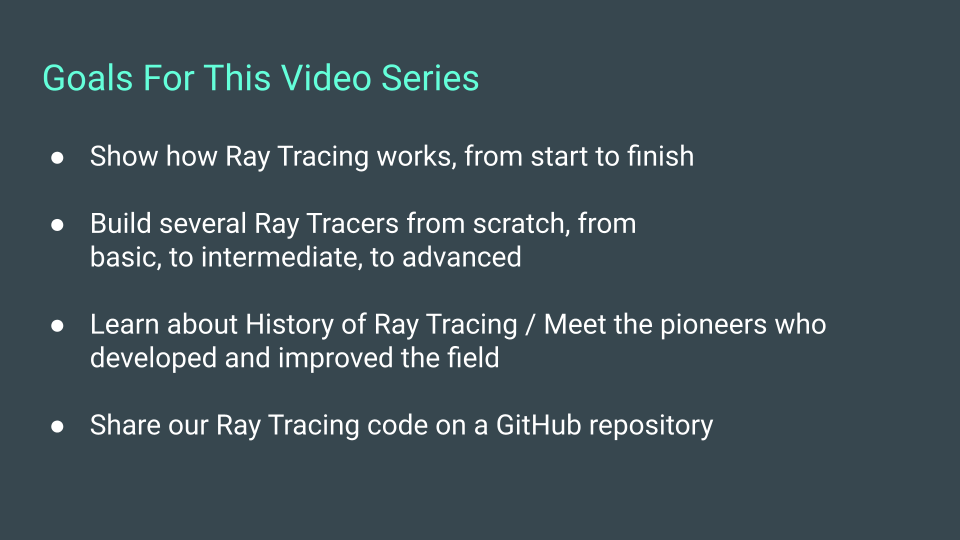 Goals For This Video Series
● Show how Ray Tracing works, from start to finish
● Build several Ray Tracers from scratch, from
basic, to intermediate, to advanced
● Learn about History of Ray Tracing / Meet the pioneers who
developed and improved the field
● Share our Ray Tracing code on a GitHub repository